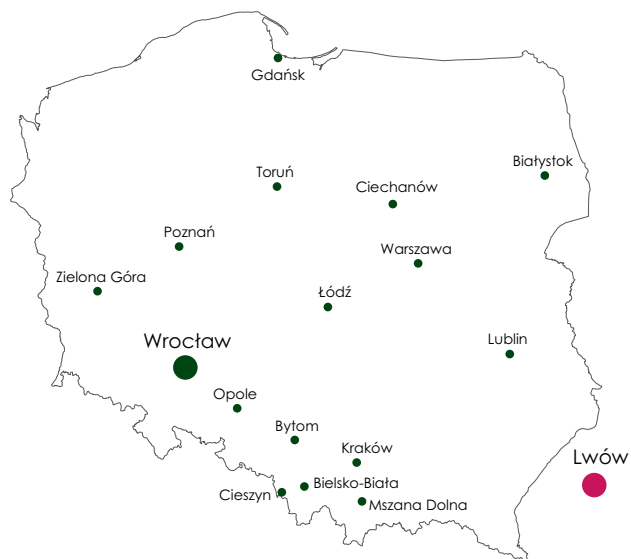 Gdańsk
Białystok
Toruń
Ciechanów
Poznań
Warszawa
Zielona Góra
Łódź
Wrocław
Lublin
Opole
Bytom
Kraków
Lwów
Bielsko-Biała
Cieszyn
Mszana Dolna